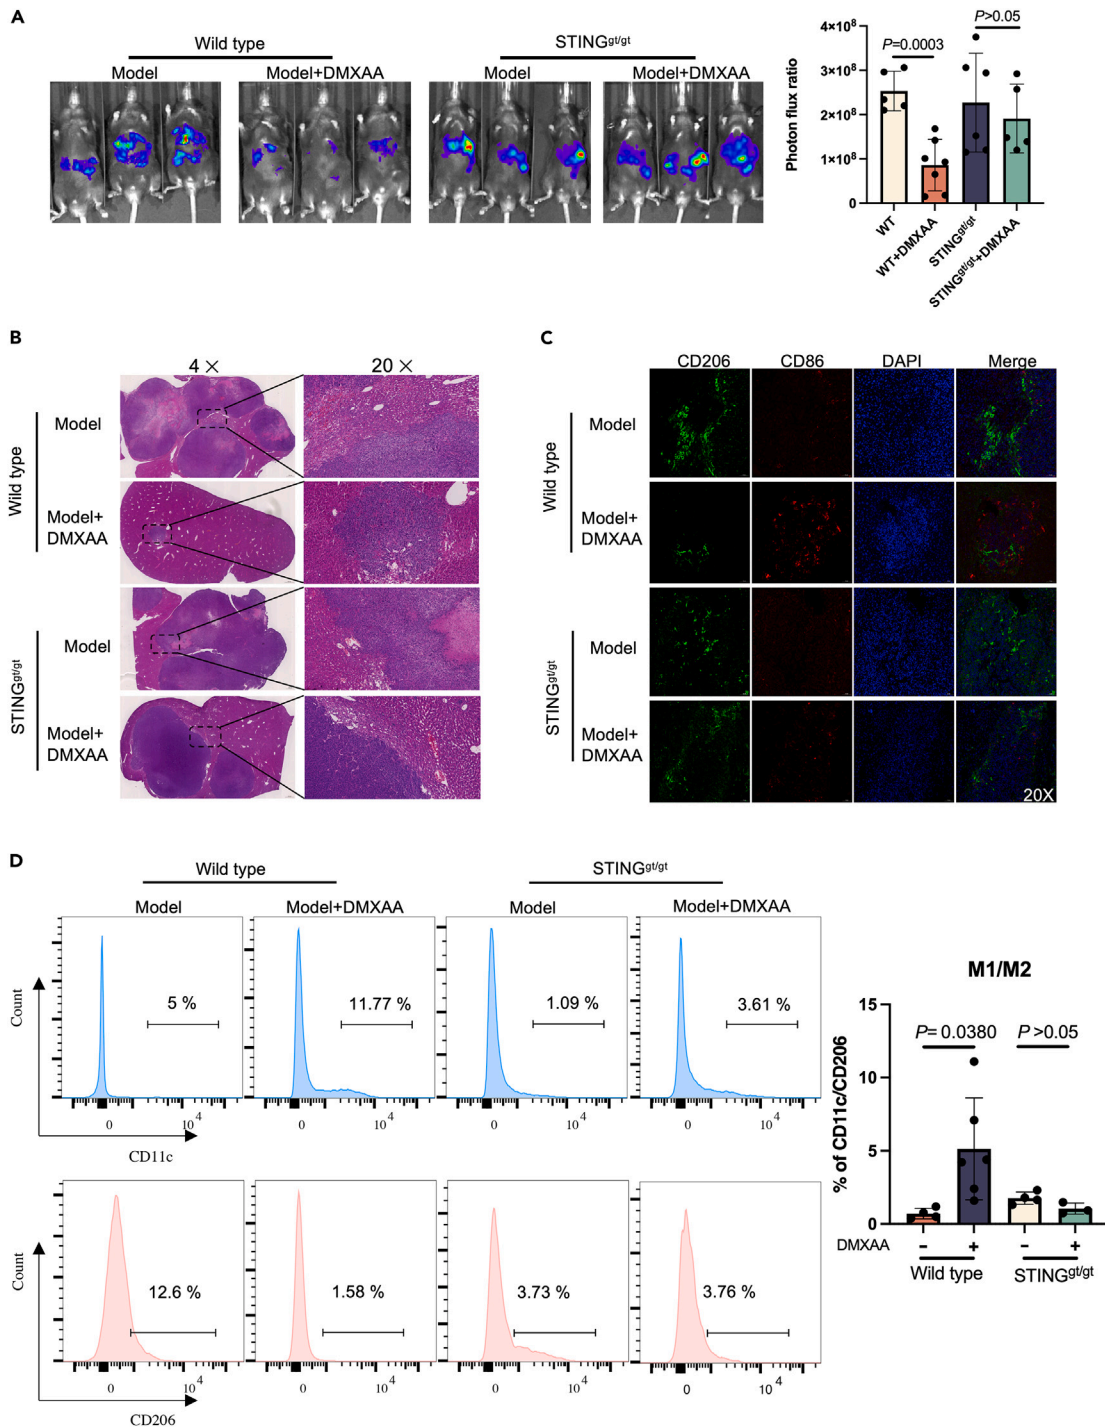 A
Wild type
STINGgt/gt
Model
Model+DMXAA
Model
Model+DMXAA
Photon flux ratio
4×10⁸
3×10⁸
2×10⁸
1×10⁸
0
P=0.0003
P>0.05
WT
WT+DMXAA
STINGgt/gt
STINGgt/gt+DMXAA
B
4 ×
20 ×
Wild type
Model
Model+
DMXAA
STINGgt/gt
Model
Model+
DMXAA
C
CD206
CD86
DAPI
Merge
Wild type
Model
Model+
DMXAA
STINGgt/gt
Model
Model+
DMXAA
20X
D
Wild type
STINGgt/gt
Model
Model+DMXAA
Model
Model+DMXAA
Count
5 %
11.77 %
1.09 %
3.61 %
0 10⁴
0 10⁴
0 10⁴
0 10⁴
CD11c
Count
12.6 %
1.58 %
3.73 %
3.76 %
0 10⁴
0 10⁴
0 10⁴
0 10⁴
CD206
M1/M2
% of CD11c/CD206
15
10
5
0
P= 0.0380
P >0.05
DMXAA − + − +
Wild type STINGgt/gt